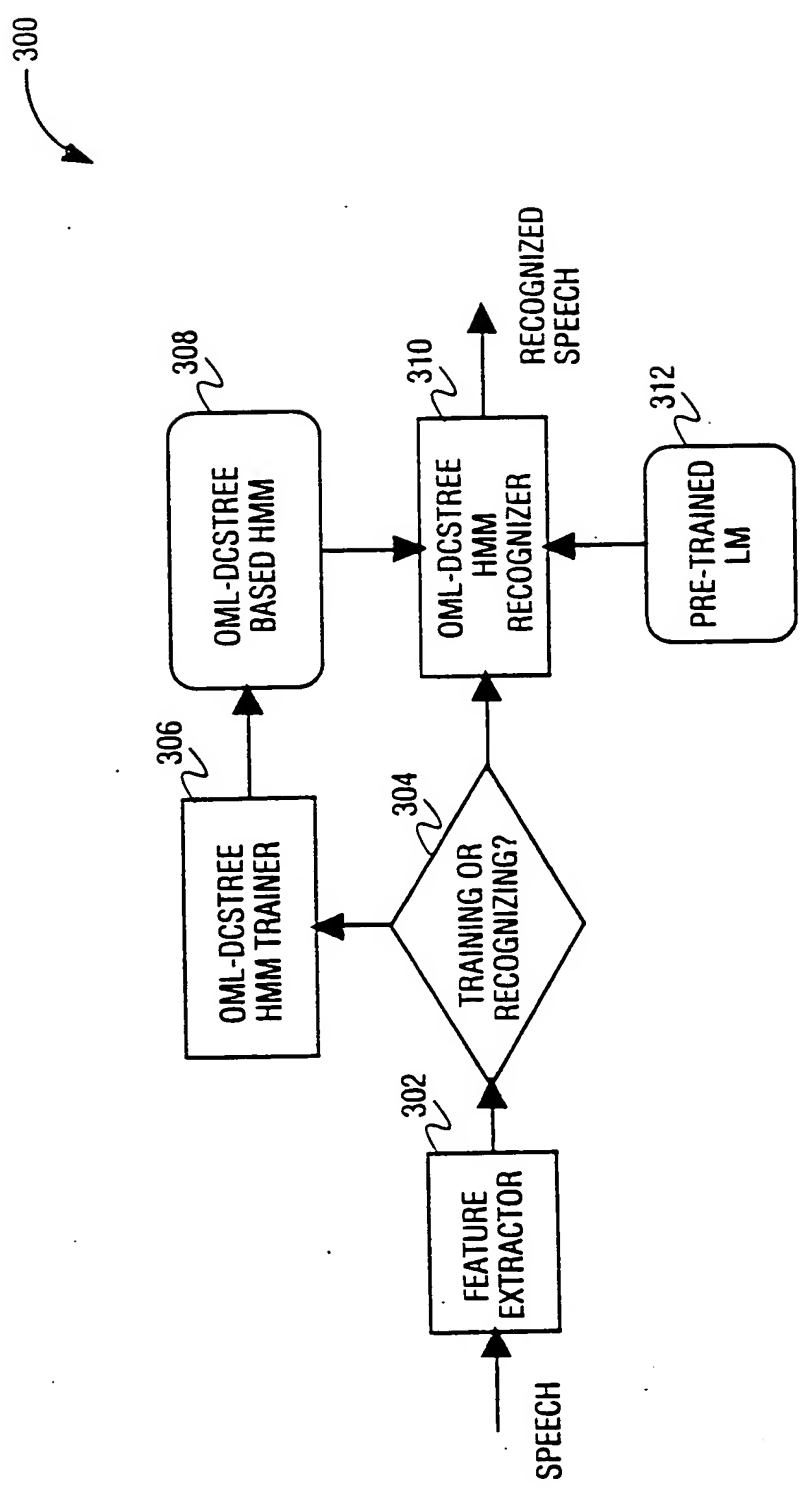 300
308
OML-DCSTREE
BASED HMM
306
OML-DCSTREE
HMM TRAINER
310
OML-DCSTREE
HMM
RECOGNIZER
RECOGNIZED
SPEECH
304
TRAINING OR
RECOGNIZING?
312
PRE-TRAINED
LM
302
FEATURE
EXTRACTOR
SPEECH